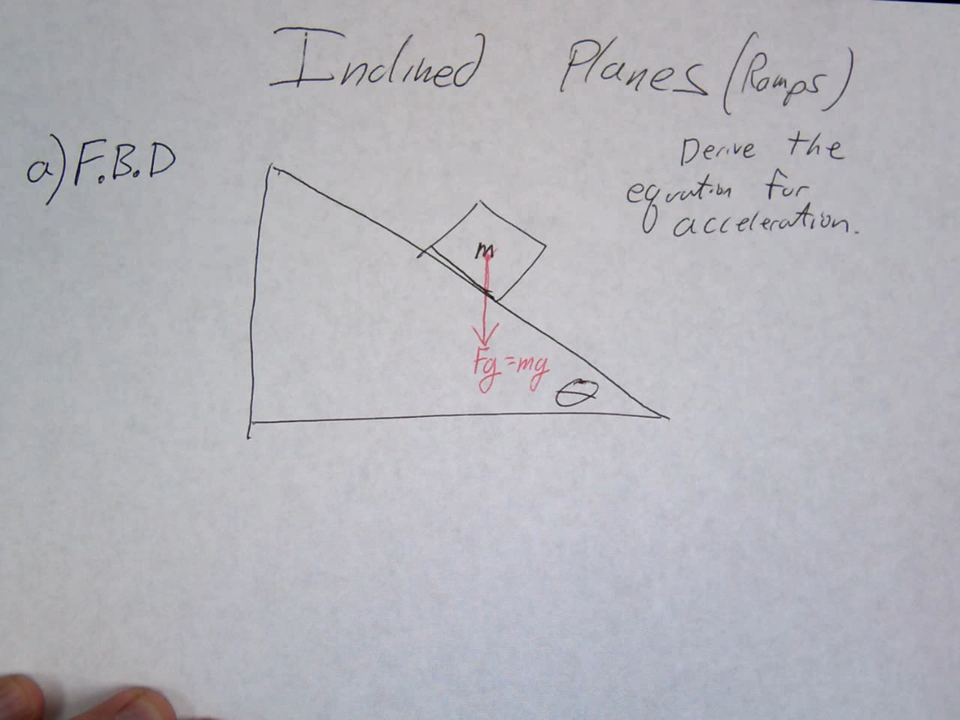 Inclined Planes (Ramps)
a) F.B.D
Derive the
equation for
acceleration.
m
Fg=mg
θ